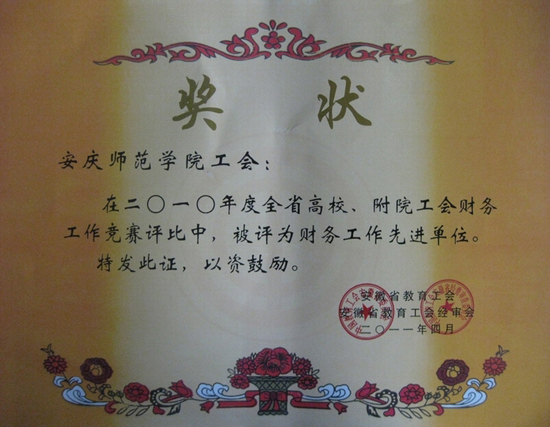 奖 状
安庆师范学院工会：
在二〇一〇年度全省高校、附院工会财务
工作竞赛评比中，被评为财务工作先进单位。
特发此证，以资鼓励。
安徽省教育工会
安徽省教育工会经审会
二〇一一年四月